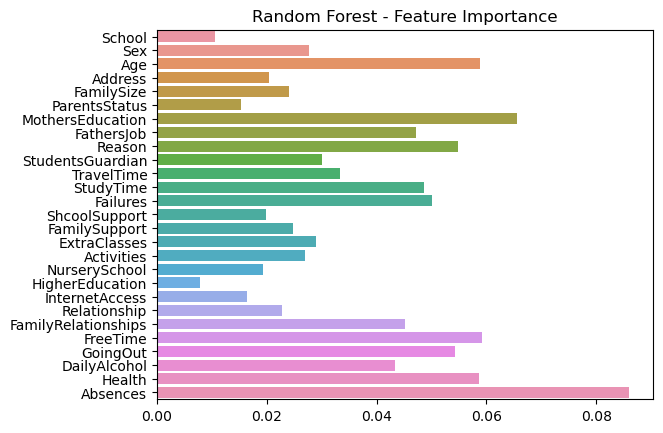 Random Forest - Feature Importance
School
Sex
Age
Address
FamilySize
ParentsStatus
MothersEducation
FathersJob
Reason
StudentsGuardian
TravelTime
StudyTime
Failures
ShcoolSupport
FamilySupport
ExtraClasses
Activities
NurserySchool
HigherEducation
InternetAccess
Relationship
FamilyRelationships
FreeTime
GoingOut
DailyAlcohol
Health
Absences
0.00 0.02 0.04 0.06 0.08